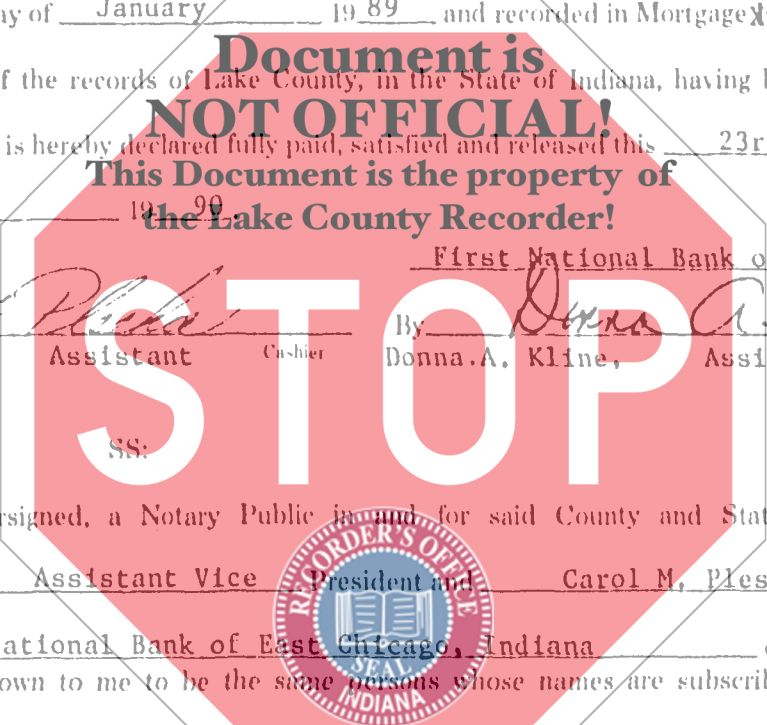 ay of January 19 89 and recorded in Mortgage
Document is
f the records of Lake County, in the State of Indiana, having b
NOT OFFICIAL!
is hereby declared fully paid, satisfied and released this 23r
This Document is the property of
19 90.
the Lake County Recorder!
First National Bank o
STOP
By Donna A.
Assistant Cashier Donna.A. Kline, Assi
SS:
rsigned, a Notary Public in and for said County and Stat
RECORDER'S OFFICE
Assistant Vice President and Carol M. Ples
ational Bank of East Chicago, Indiana
SEAL
own to me to be the same persons whose names are subscrib
INDIANA